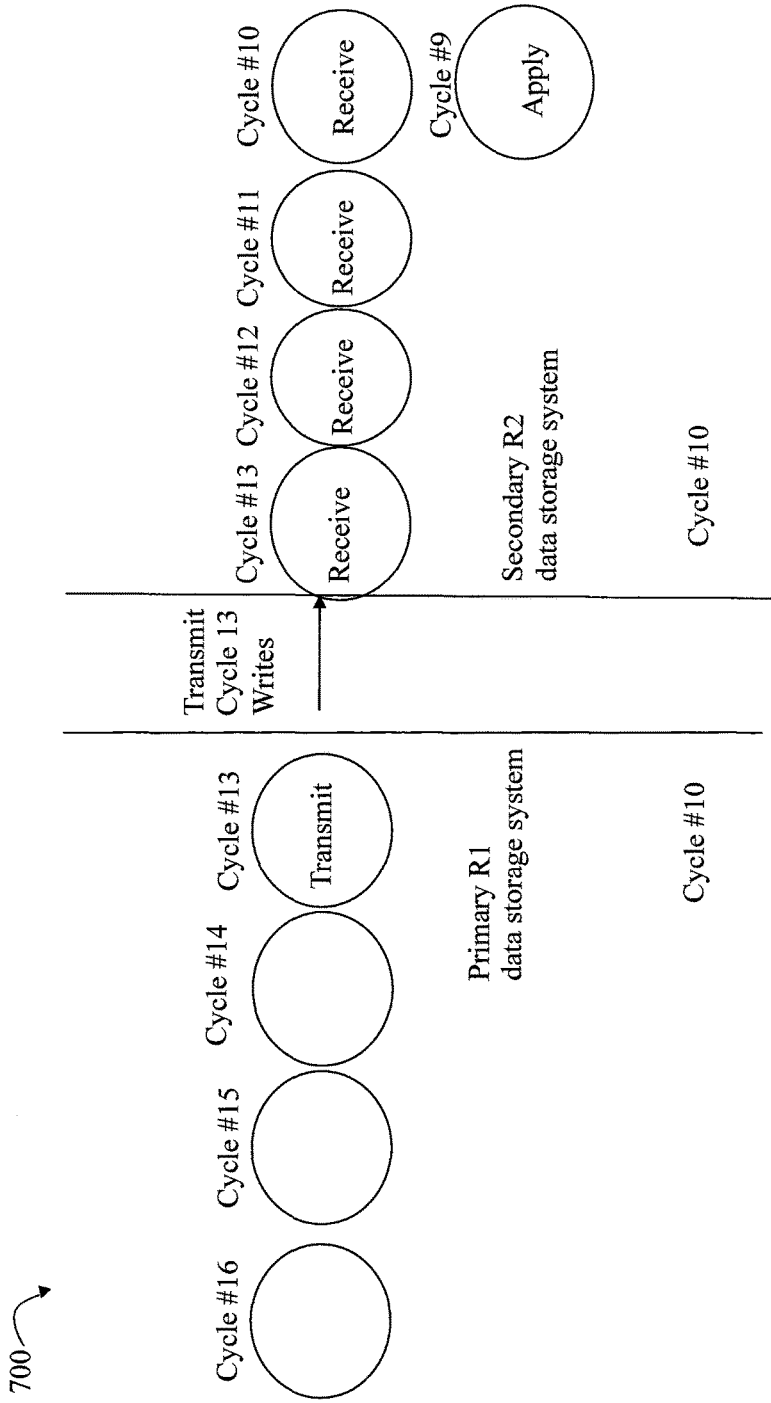 700
Cycle #16
Cycle #15
Cycle #14
Cycle #13
Transmit
Primary R1
data storage system
Cycle #10
Transmit
Cycle 13
Writes
Cycle #13
Receive
Cycle #12
Receive
Cycle #11
Receive
Cycle #10
Receive
Cycle #9
Apply
Secondary R2
data storage system
Cycle #10